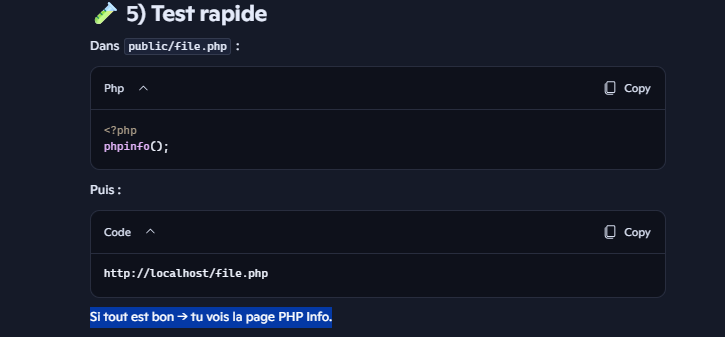 🧪 5) Test rapide
Dans public/file.php :
Php
Copy
<?php
phpinfo();
Puis :
Code
Copy
http://localhost/file.php
Si tout est bon → tu vois la page PHP Info.